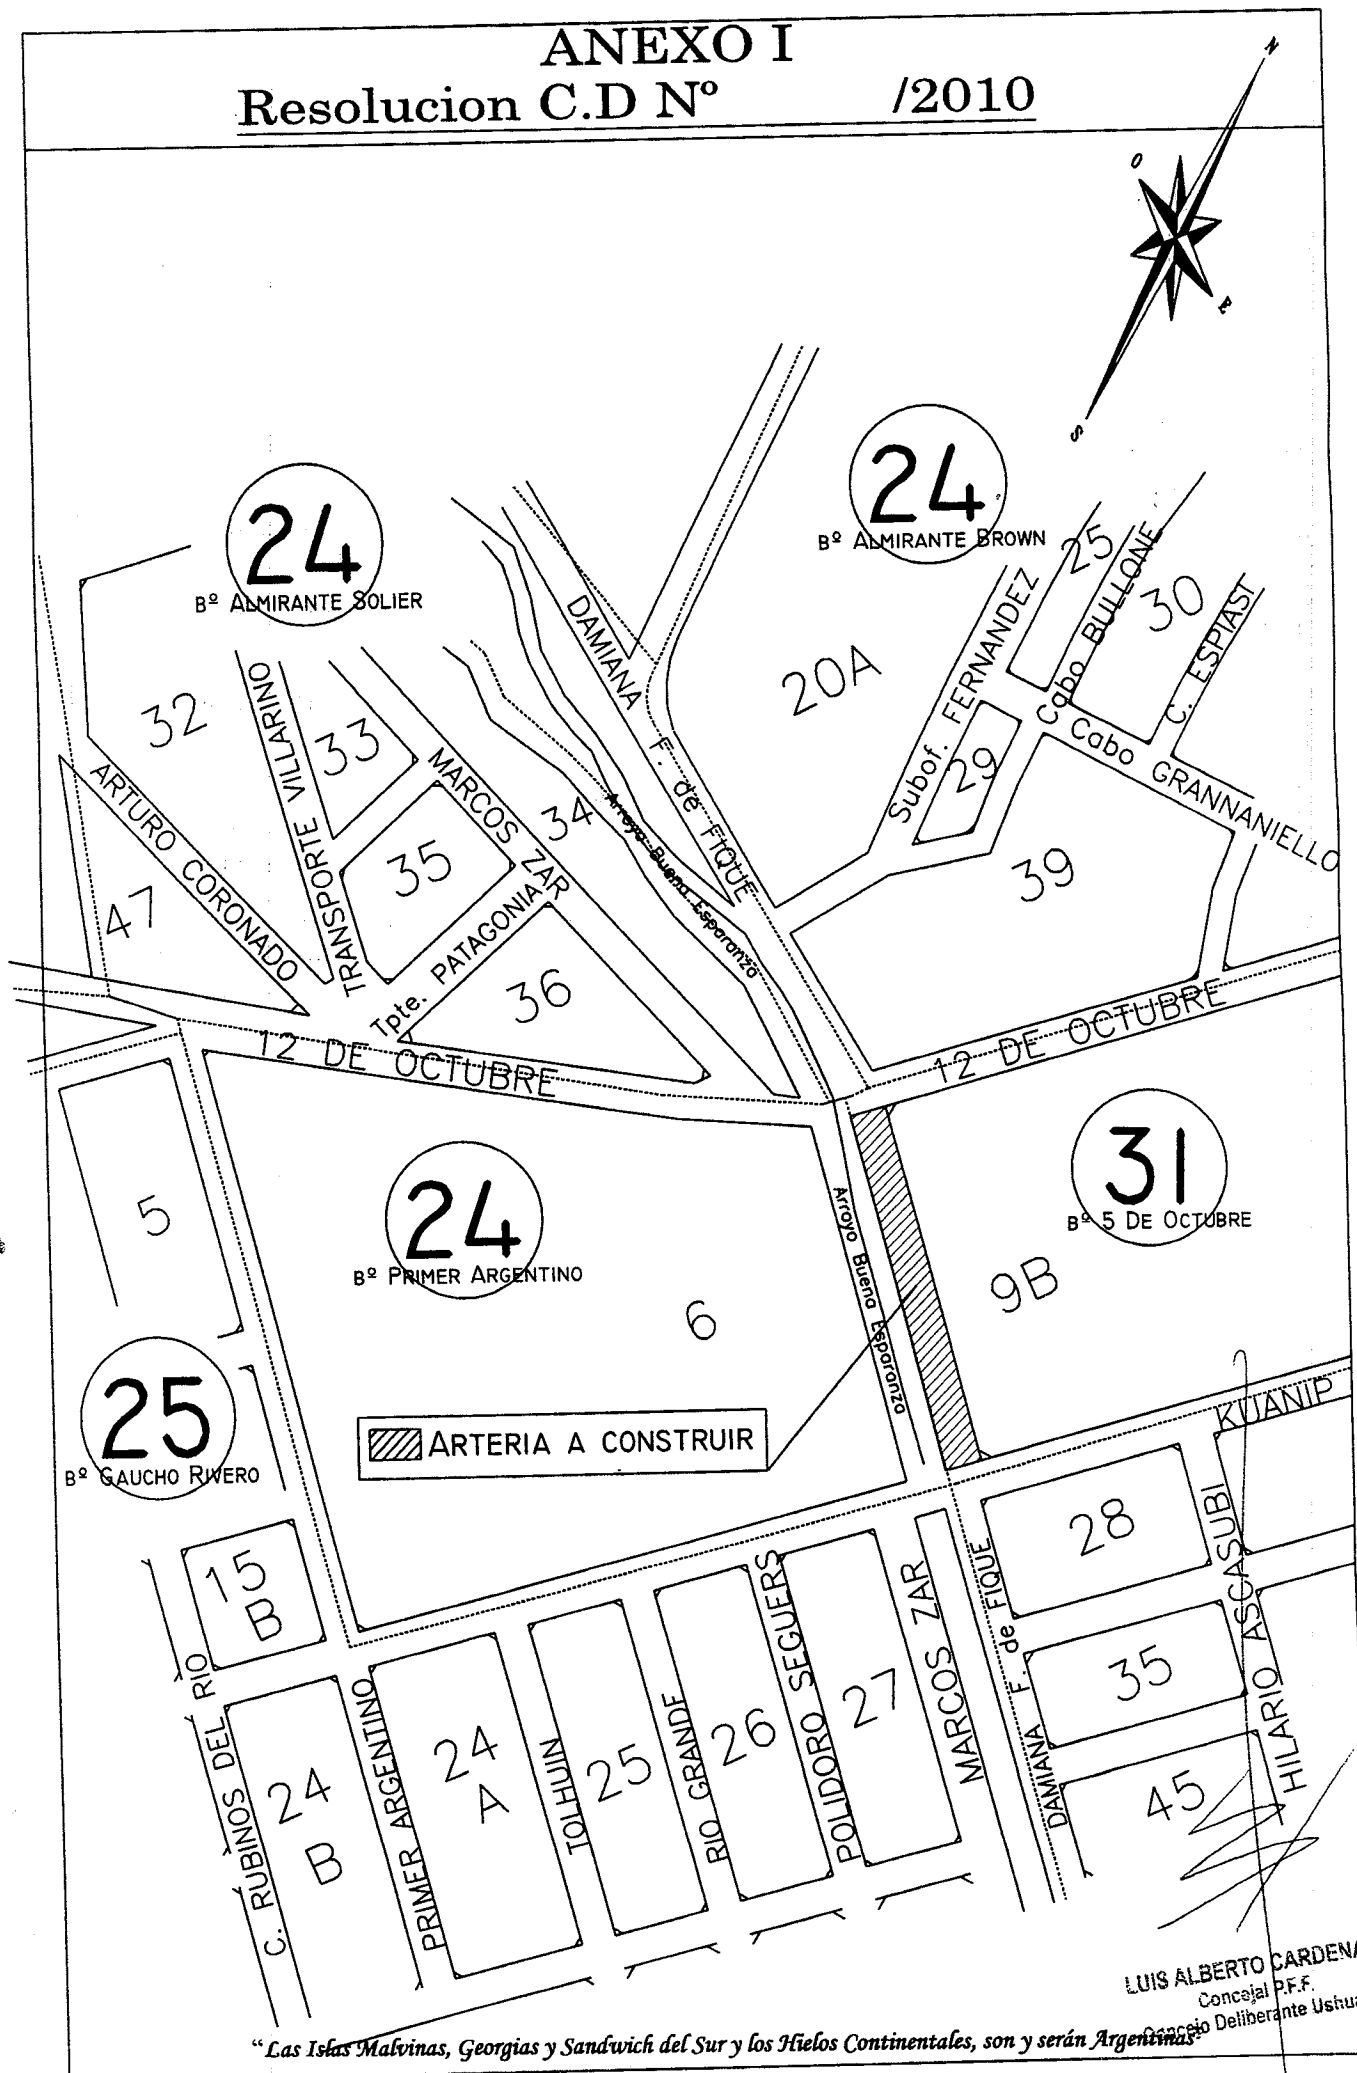 ANEXO I
Resolucion C.D Nº /2010
N
O
E
S
24
Bº ALMIRANTE SOLIER
24
Bº ALMIRANTE BROWN
25
30
Cabo BULLONE
C. ESPIASI
Subof. FERNANDEZ
20A
29
Cabo GRANNANIELLO
39
DAMIANA F. de FIQUE
32
TRANSPORTE VILLARINO
33
MARCOS ZAR
34
Arroyo Buena Esparanza
ARTURO CORONADO
35
47
Tpte. PATAGONIA
36
12 DE OCTUBRE
12 DE OCTUBRE
5
24
Bº PRIMER ARGENTINO
6
Arroyo Buena Esparanza
31
Bº 5 DE OCTUBRE
9B
25
Bº GAUCHO RIVERO
ARTERIA A CONSTRUIR
KUANIP
15
B
28
HILARIO ASCASUBI
35
45
C. RUBINOS DEL RIO
24
B
PRIMER ARGENTINO
24
A
TOLHUIN
25
RIO GRANDE
26
POLIDORO SEGUERS
27
MARCOS ZAR
DAMIANA F. de FIQUE
LUIS ALBERTO CARDENA
Concejal P.F.F.
Concejo Deliberante Ushua
“Las Islas Malvinas, Georgias y Sandwich del Sur y los Hielos Continentales, son y serán Argentinas”